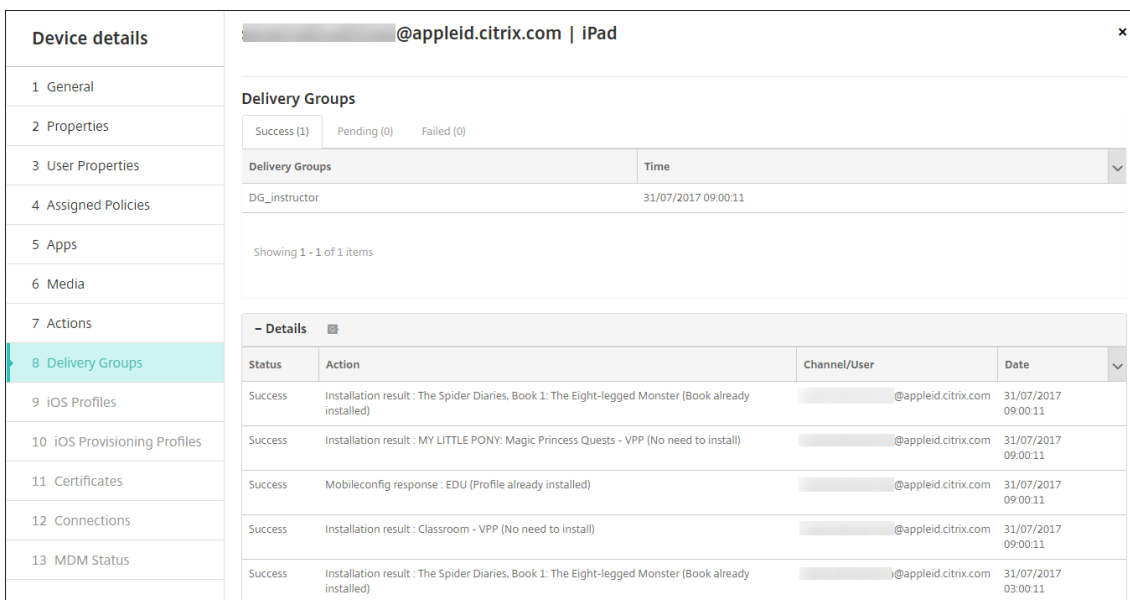 Device details
@appleid.citrix.com | iPad
×
1 General
2 Properties
3 User Properties
4 Assigned Policies
5 Apps
6 Media
7 Actions
8 Delivery Groups
9 iOS Profiles
10 iOS Provisioning Profiles
11 Certificates
12 Connections
13 MDM Status
Delivery Groups
Success (1) Pending (0) Failed (0)
Delivery Groups Time
DG_instructor 31/07/2017 09:00:11
Showing 1 - 1 of 1 items
– Details
Status Action Channel/User Date
Success Installation result : The Spider Diaries, Book 1: The Eight-legged Monster (Book already @appleid.citrix.com 31/07/2017
installed) 09:00:11
Success Installation result : MY LITTLE PONY: Magic Princess Quests - VPP (No need to install) @appleid.citrix.com 31/07/2017
09:00:11
Success Mobileconfig response : EDU (Profile already installed) @appleid.citrix.com 31/07/2017
09:00:11
Success Installation result : Classroom - VPP (No need to install) @appleid.citrix.com 31/07/2017
09:00:11
Success Installation result : The Spider Diaries, Book 1: The Eight-legged Monster (Book already @appleid.citrix.com 31/07/2017
installed) 03:00:11